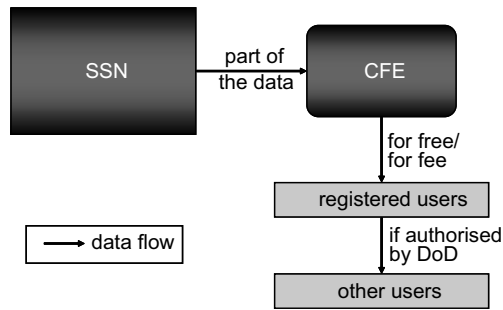 SSN
part of
the data
CFE
for free/
for fee
registered users
if authorised
by DoD
other users
data flow